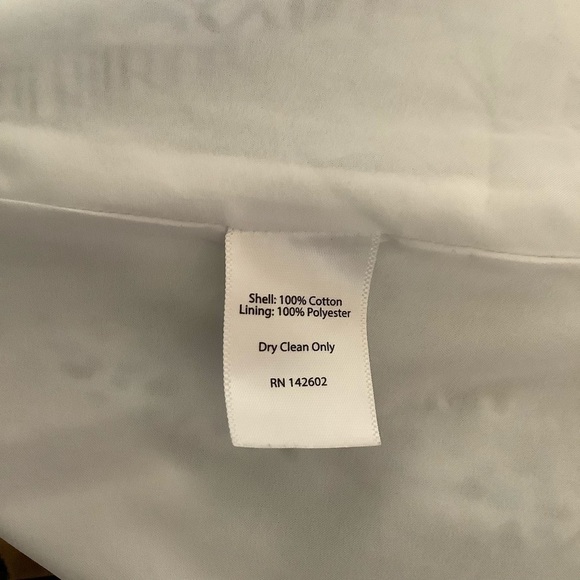 Shell: 100% Cotton
Lining: 100% Polyester
Dry Clean Only
RN 142602